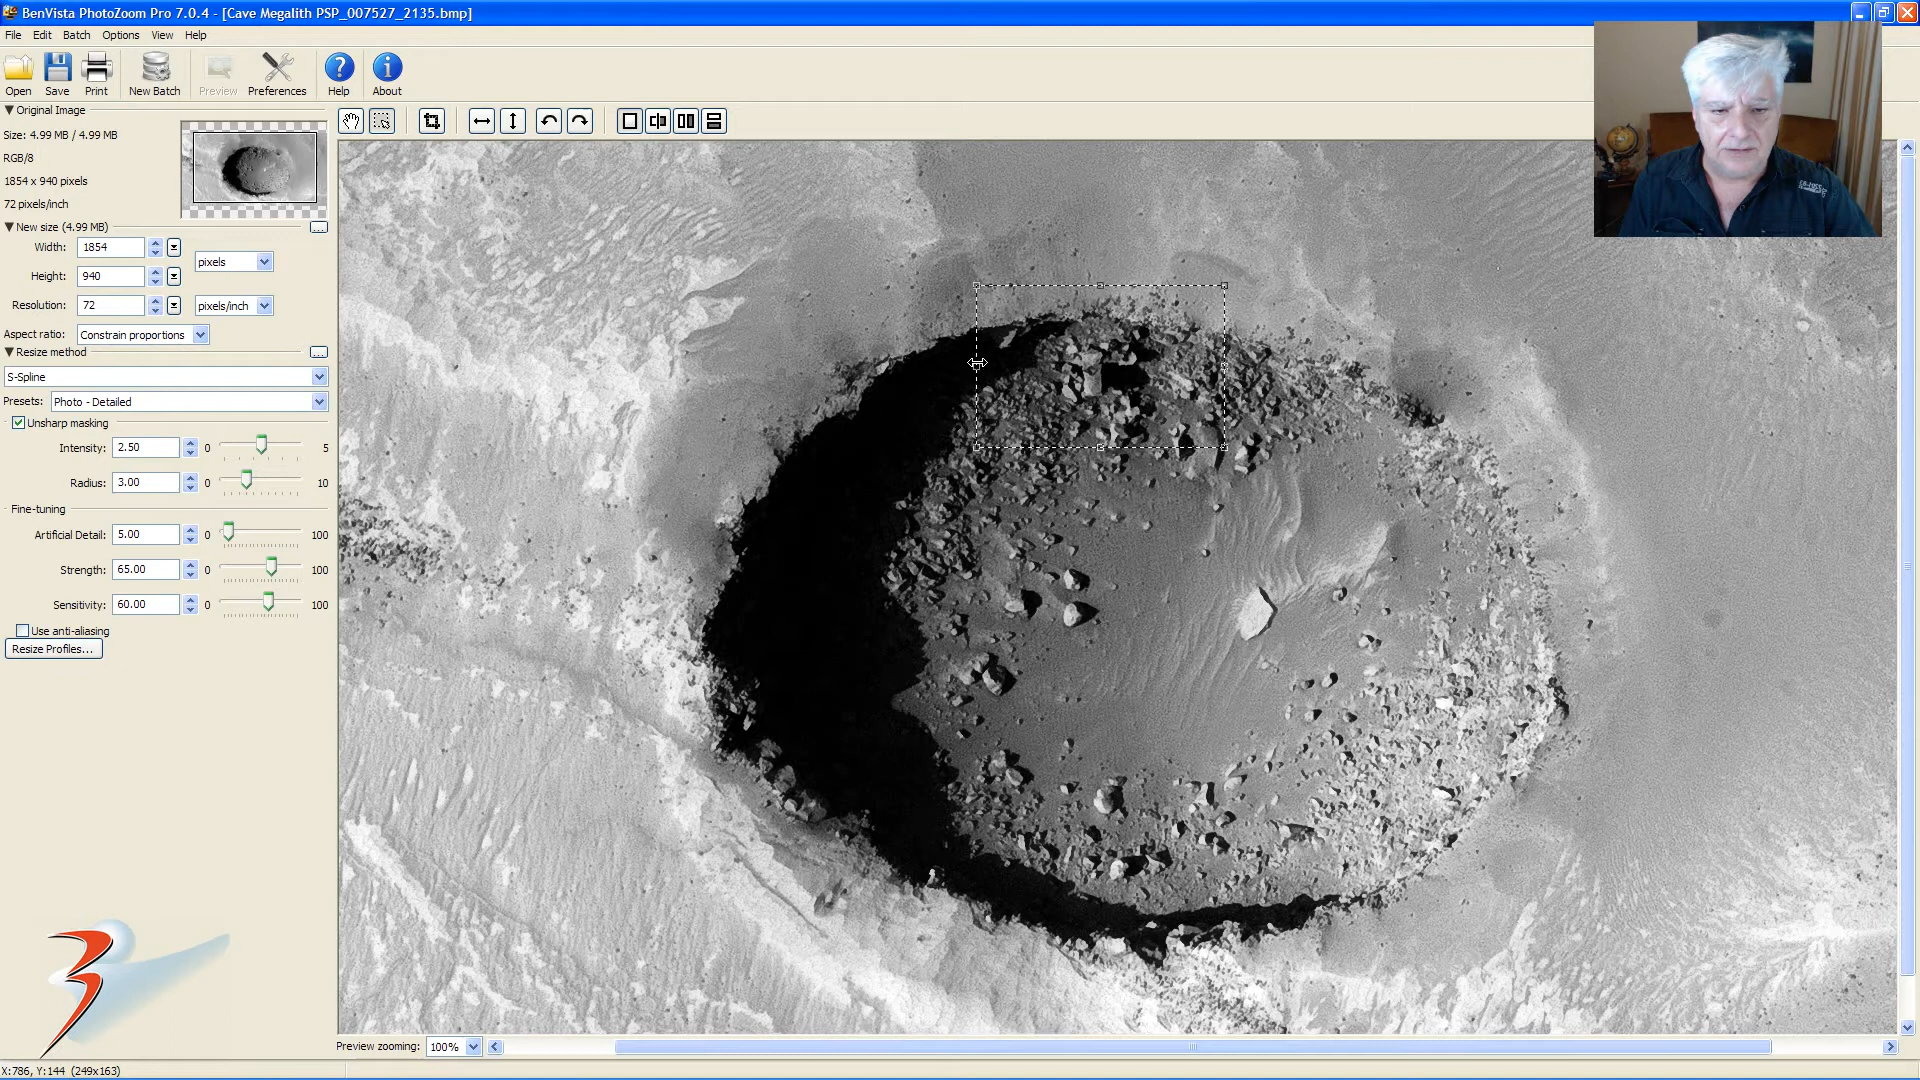 BenVista PhotoZoom Pro 7.0.4 - [Cave Megalith PSP_007527_2135.bmp]
File Edit Batch Options View Help
Open Save Print New Batch Preview Preferences Help About
Original Image
Size: 4.99 MB / 4.99 MB
RGB/8
1854 x 940 pixels
72 pixels/inch
New size (4.99 MB) ...
Width: 1854
pixels
Height: 940
Resolution: 72 pixels/inch
Aspect ratio: Constrain proportions
Resize method ...
S-Spline
Presets: Photo - Detailed
Unsharp masking
Intensity: 2.50 0 5
Radius: 3.00 0 10
Fine-tuning
Artificial Detail: 5.00 0 100
Strength: 65.00 0 100
Sensitivity: 60.00 0 100
Use anti-aliasing
Resize Profiles...
Preview zooming: 100%
X:786, Y:144 (249x163)